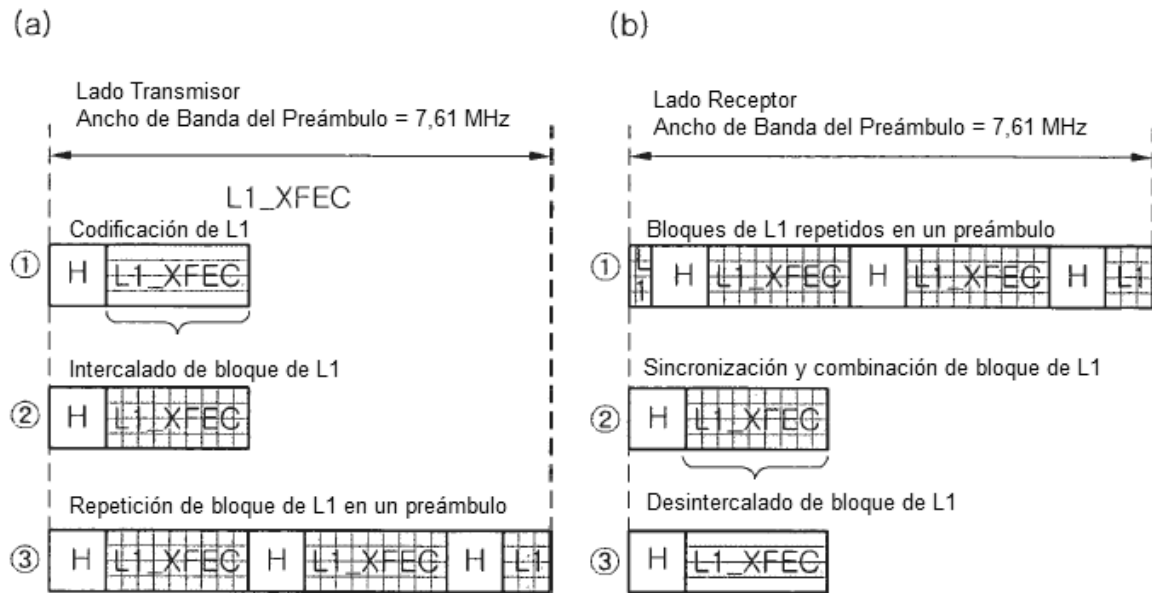 (a)
Lado Transmisor
Ancho de Banda del Preámbulo = 7,61 MHz
L1_XFEC
Codificación de L1
① H L1_XFEC
Intercalado de bloque de L1
② H L1_XFEC
Repetición de bloque de L1 en un preámbulo
③ H L1_XFEC H L1_XFEC H L1
(b)
Lado Receptor
Ancho de Banda del Preámbulo = 7,61 MHz
Bloques de L1 repetidos en un preámbulo
① L1 H L1_XFEC H L1_XFEC H L1
Sincronización y combinación de bloque de L1
② H L1_XFEC
Desintercalado de bloque de L1
③ H L1_XFEC